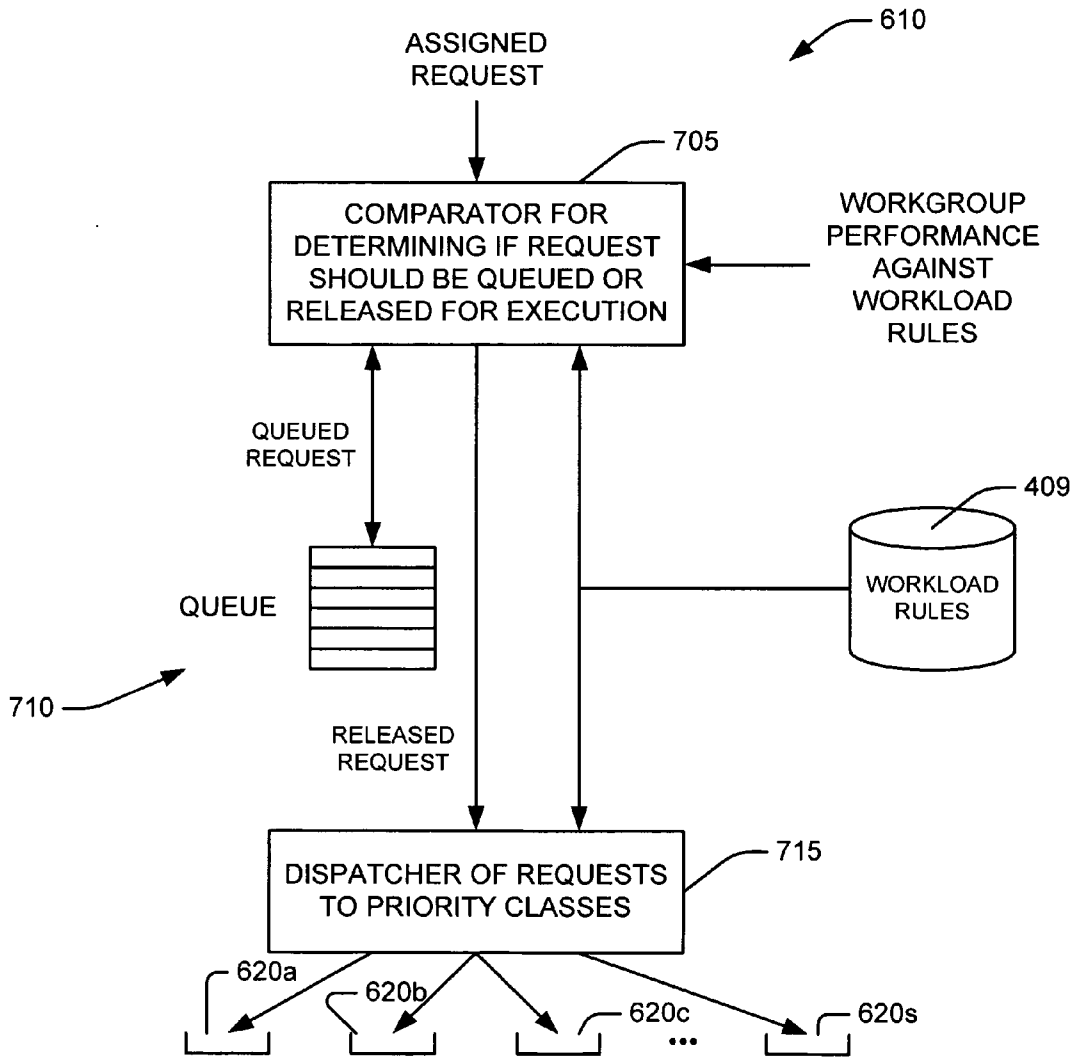 610
ASSIGNED
REQUEST
705
COMPARATOR FOR
DETERMINING IF REQUEST
SHOULD BE QUEUED OR
RELEASED FOR EXECUTION
WORKGROUP
PERFORMANCE
AGAINST
WORKLOAD
RULES
QUEUED
REQUEST
409
WORKLOAD
RULES
QUEUE
710
RELEASED
REQUEST
715
DISPATCHER OF REQUESTS
TO PRIORITY CLASSES
620a
620b
620c
...
620s